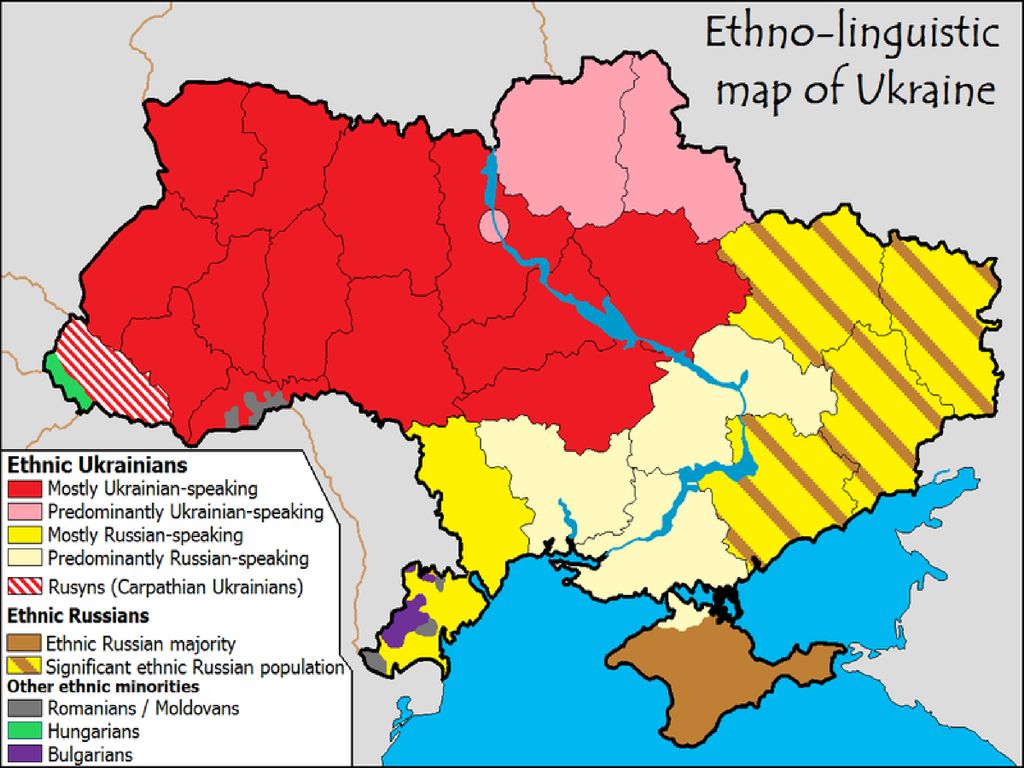 Ethno-linguistic
map of Ukraine
Ethnic Ukrainians
Mostly Ukrainian-speaking
Predominantly Ukrainian-speaking
Mostly Russian-speaking
Predominantly Russian-speaking
Rusyns (Carpathian Ukrainians)
Ethnic Russians
Ethnic Russian majority
Significant ethnic Russian population
Other ethnic minorities
Romanians / Moldovans
Hungarians
Bulgarians